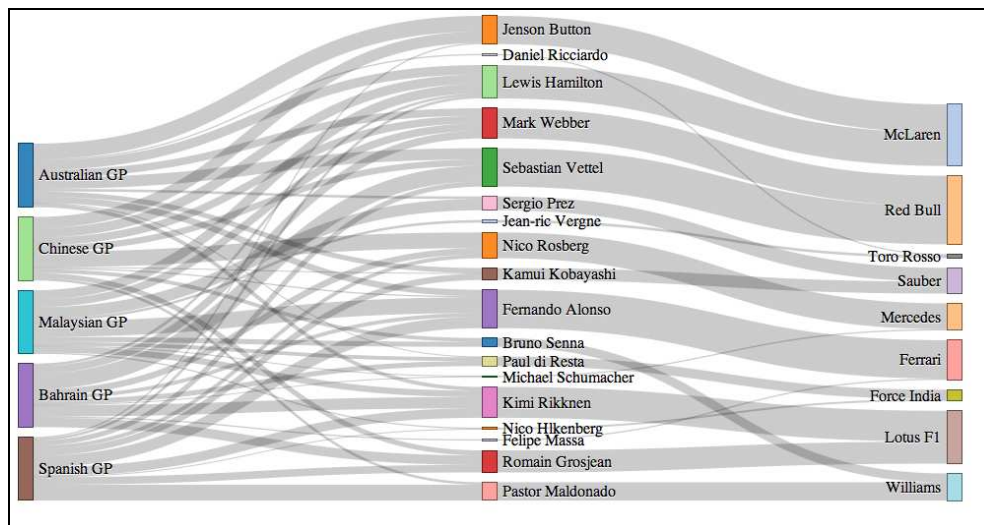 Australian GP
Chinese GP
Malaysian GP
Bahrain GP
Spanish GP
Jenson Button
Daniel Ricciardo
Lewis Hamilton
Mark Webber
Sebastian Vettel
Sergio Prez
Jean-ric Vergne
Nico Rosberg
Kamui Kobayashi
Fernando Alonso
Bruno Senna
Paul di Resta
Michael Schumacher
Kimi Rikknen
Nico Hlkenberg
Felipe Massa
Romain Grosjean
Pastor Maldonado
McLaren
Red Bull
Toro Rosso
Sauber
Mercedes
Ferrari
Force India
Lotus F1
Williams